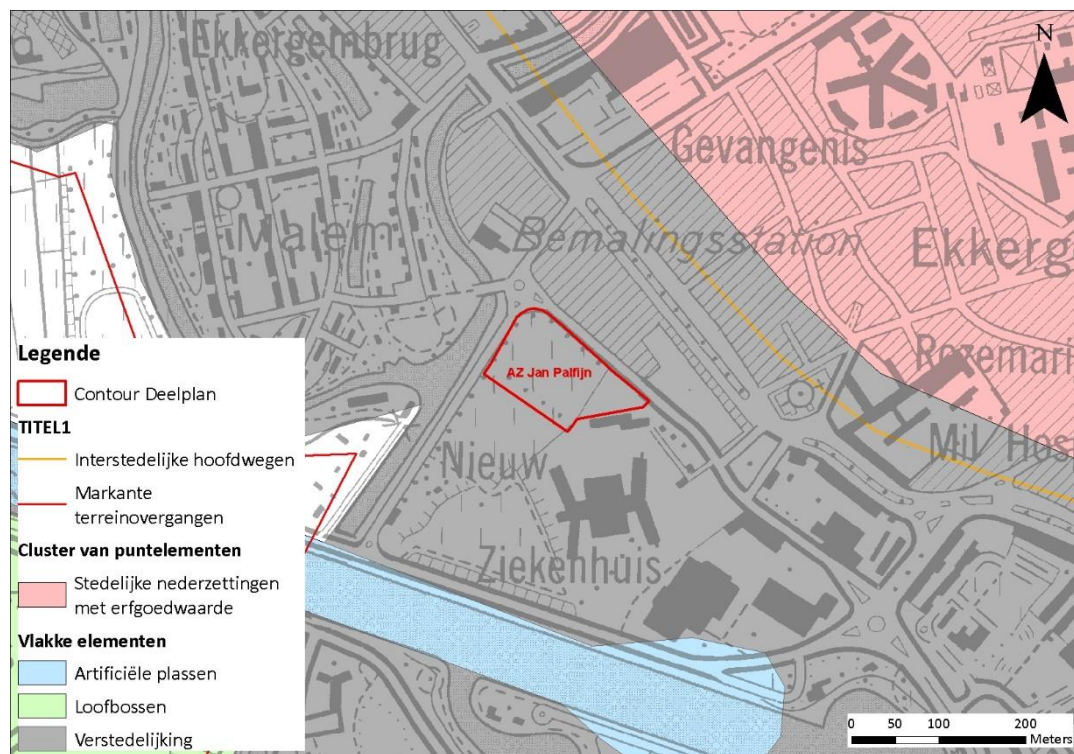 Ekkergembrug
N
Gevangenis
Malem
Bemalingsstation
Ekkerg
Legende
Contour Deelplan
AZ Jan Palfijn
Rozemari
TITEL1
Interstedelijke hoofdwegen
Nieuw
Mil Hos
Markante
terreinovergangen
Cluster van puntelementen
Ziekenhuis
Stedelijke nederzettingen
met erfgoedwaarde
Vlakke elementen
Artificiële plassen
Loofbossen
Verstedelijking
0 50 100 200
Meters